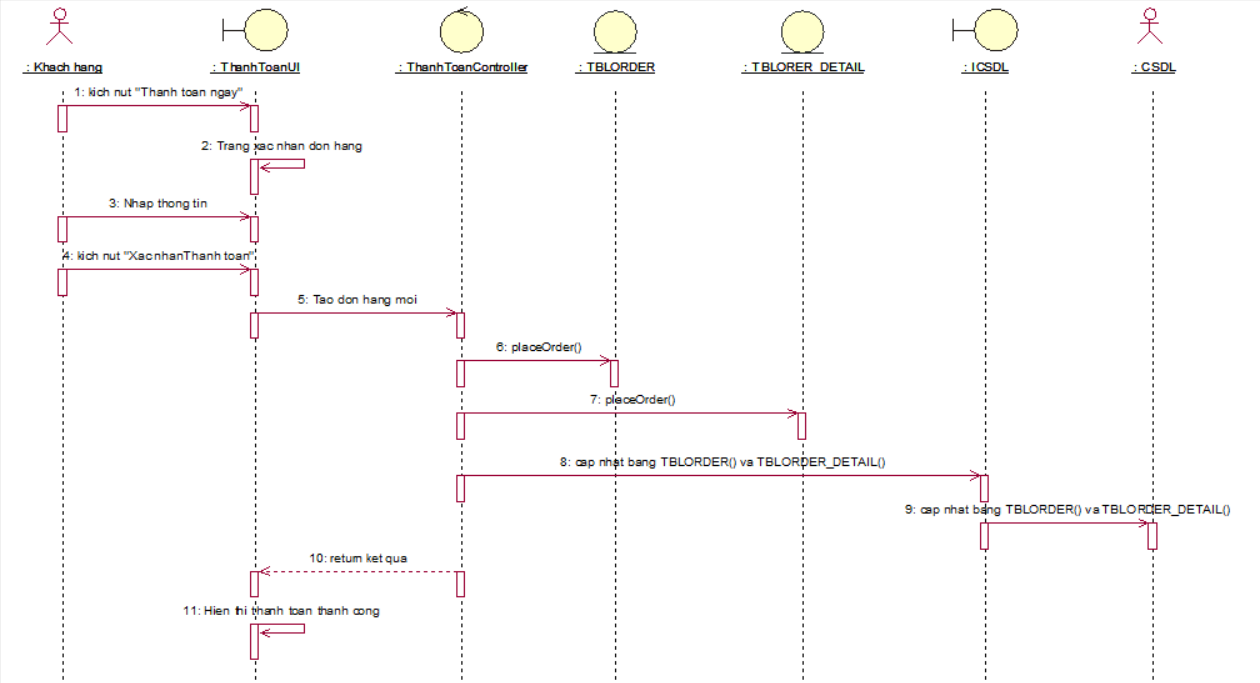 : Khach hang
: ThanhToanUI
: ThanhToanController
: TBLORDER
: TBLORER_DETAIL
: ICSDL
: CSDL
1: kich nut "Thanh toan ngay"
2: Trang xac nhan don hang
3: Nhap thong tin
4: kich nut "XacnhanThanh toan"
5: Tao don hang moi
6: placeOrder()
7: placeOrder()
8: cap nhat bang TBLORDER() va TBLORDER_DETAIL()
9: cap nhat bang TBLORDER() va TBLORDER_DETAIL()
10: return ket qua
11: Hien thi thanh toan thanh cong